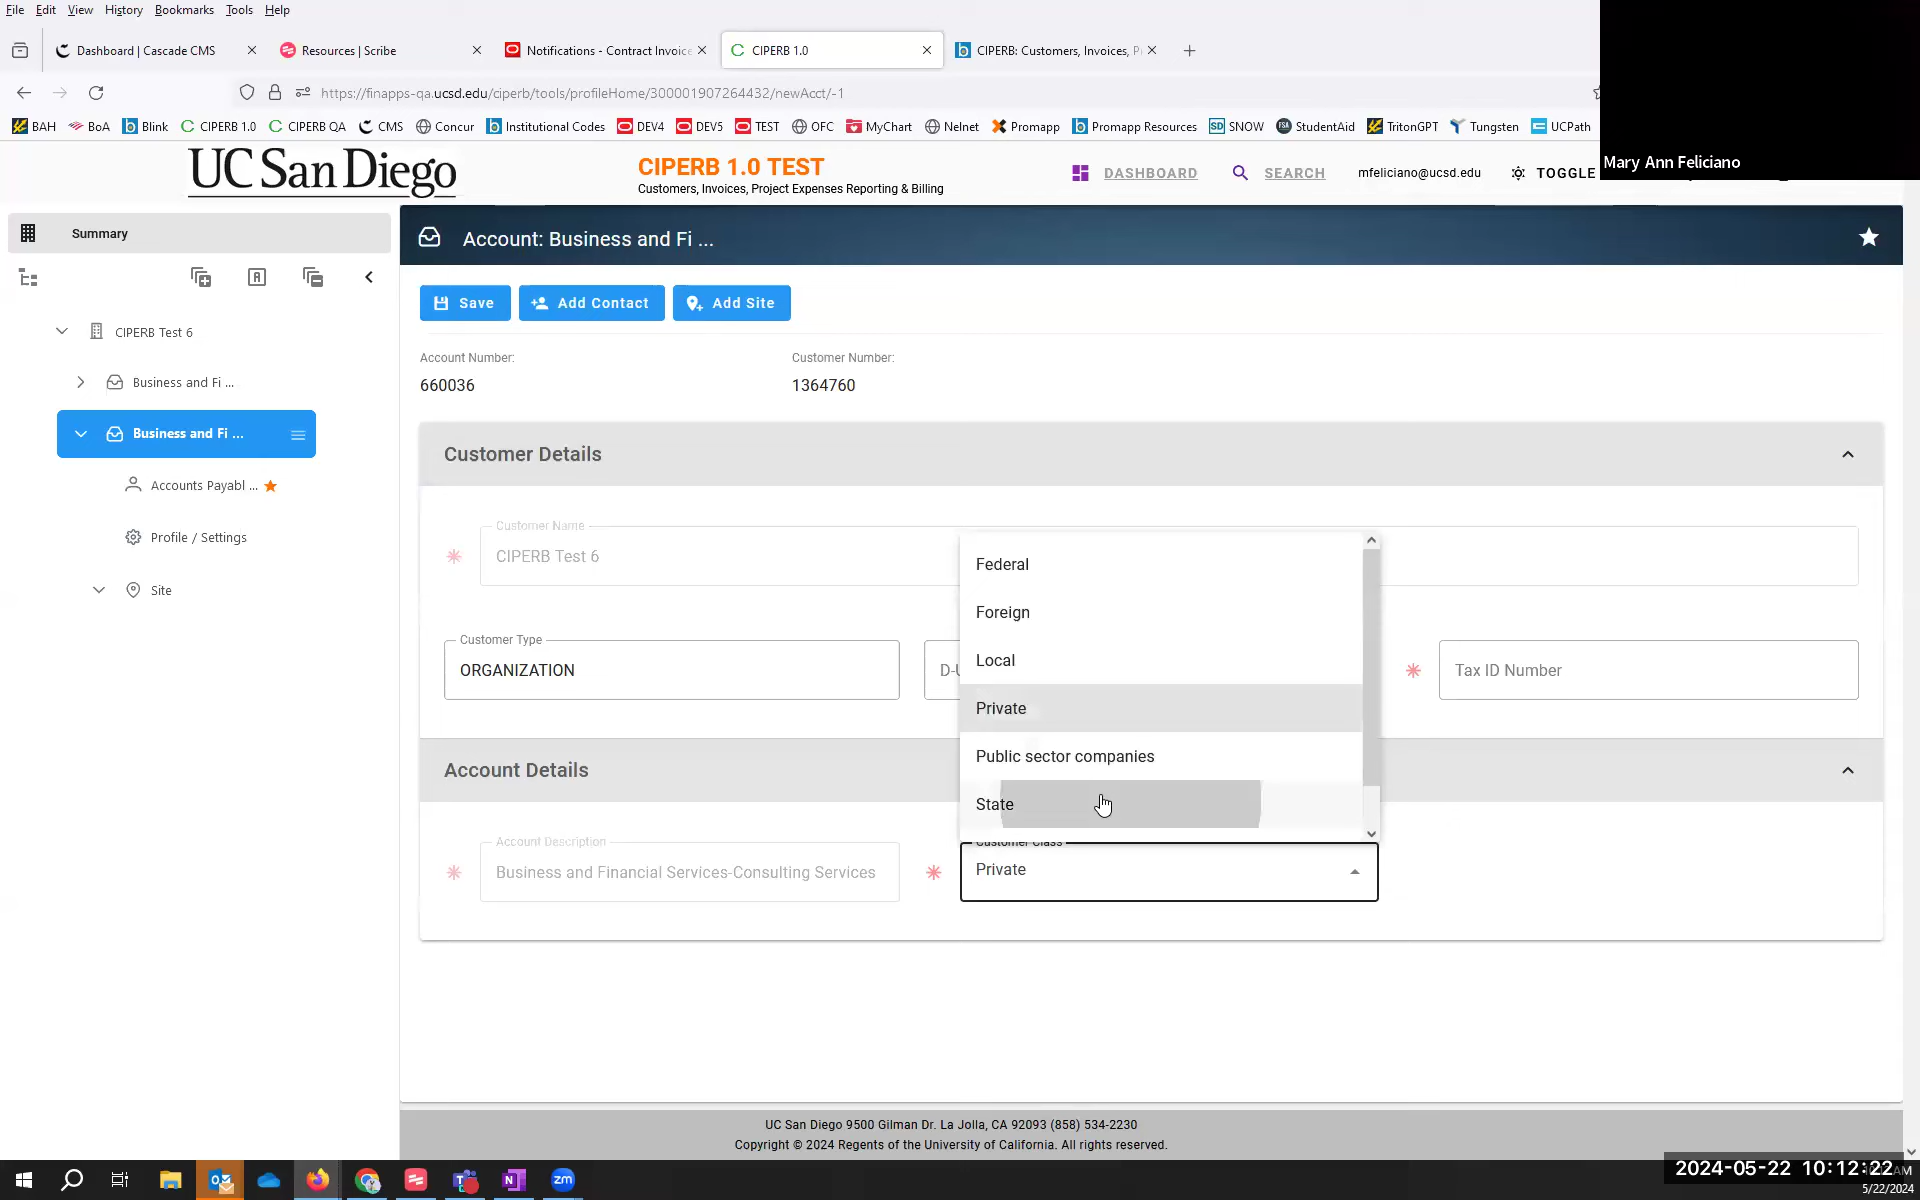 File Edit View History Bookmarks Tools Help
Dashboard | Cascade CMS
Resources | Scribe
Notifications - Contract Invoice
CIPERB 1.0
CIPERB: Customers, Invoices, P
https://finapps-qa.ucsd.edu/ciperb/tools/profileHome/300001907264432/newAcct/-1
BAH BoA Blink CIPERB 1.0 CIPERB QA CMS Concur Institutional Codes DEV4 DEV5 TEST OFC MyChart Nelnet Promapp Promapp Resources SNOW StudentAid TritonGPT Tungsten UCPath
Mary Ann Feliciano
UC San Diego
CIPERB 1.0 TEST
Customers, Invoices, Project Expenses Reporting & Billing
DASHBOARD
SEARCH
mfeliciano@ucsd.edu
TOGGLE
Summary
CIPERB Test 6
Business and Fi ...
Business and Fi ...
Accounts Payabl ...
Profile / Settings
Site
Account: Business and Fi ...
Save
Add Contact
Add Site
Account Number:
660036
Customer Number:
1364760
Customer Details
Customer Name
CIPERB Test 6
Customer Type
ORGANIZATION
Tax ID Number
Federal
Foreign
Local
Private
Public sector companies
State
Account Details
Account Description
Business and Financial Services-Consulting Services
Customer Class
Private
UC San Diego 9500 Gilman Dr. La Jolla, CA 92093 (858) 534-2230
Copyright © 2024 Regents of the University of California. All rights reserved.
2024-05-22 10:12:22
5/22/2024